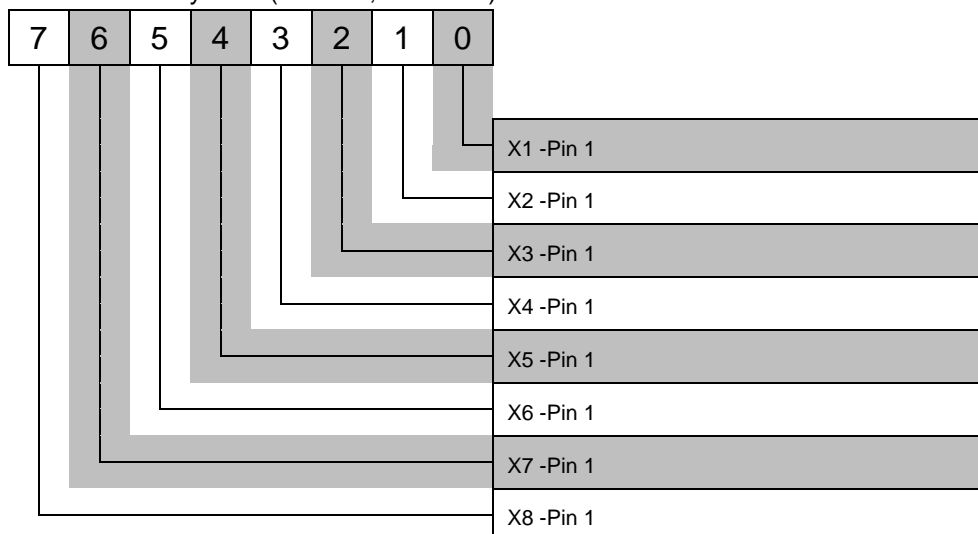 7 6 5 4 3 2 1 0
X1 -Pin 1
X2 -Pin 1
X3 -Pin 1
X4 -Pin 1
X5 -Pin 1
X6 -Pin 1
X7 -Pin 1
X8 -Pin 1